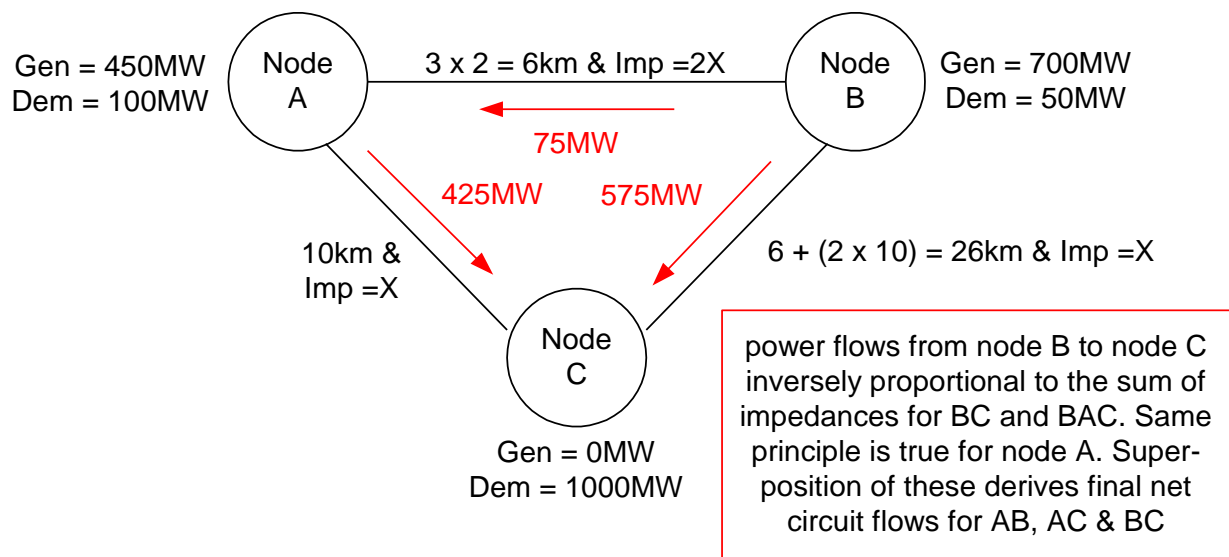 Gen = 450MW
Dem = 100MW
Node
A
3 x 2 = 6km & Imp =2X
Node
B
Gen = 700MW
Dem = 50MW
75MW
425MW
575MW
10km &
Imp =X
6 + (2 x 10) = 26km & Imp =X
Node
C
Gen = 0MW
Dem = 1000MW
power flows from node B to node C
inversely proportional to the sum of
impedances for BC and BAC. Same
principle is true for node A. Super-
position of these derives final net
circuit flows for AB, AC & BC